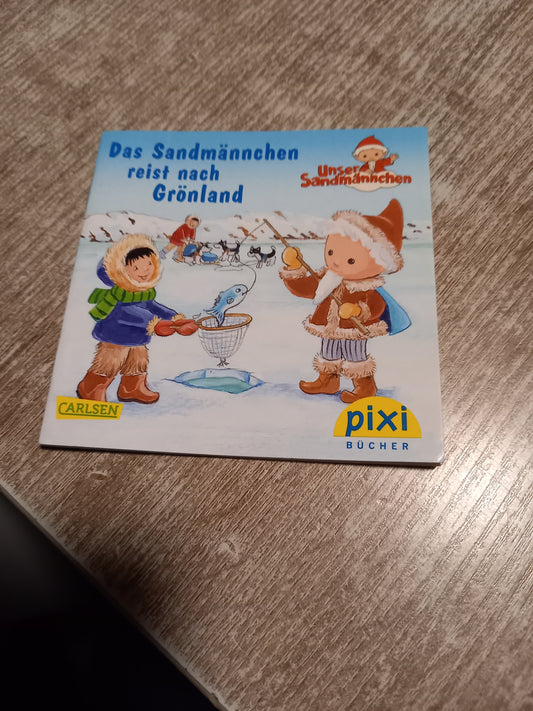 Das Sandmännchen
reist nach
Grönland
Unser
Sandmännchen
CARLSEN
pixi
BÜCHER